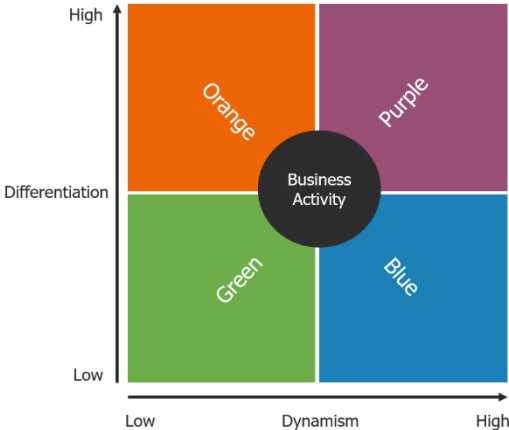 High
Orange
Purple
Differentiation
Business
Activity
Green
Blue
Low
Low
Dynamism
High